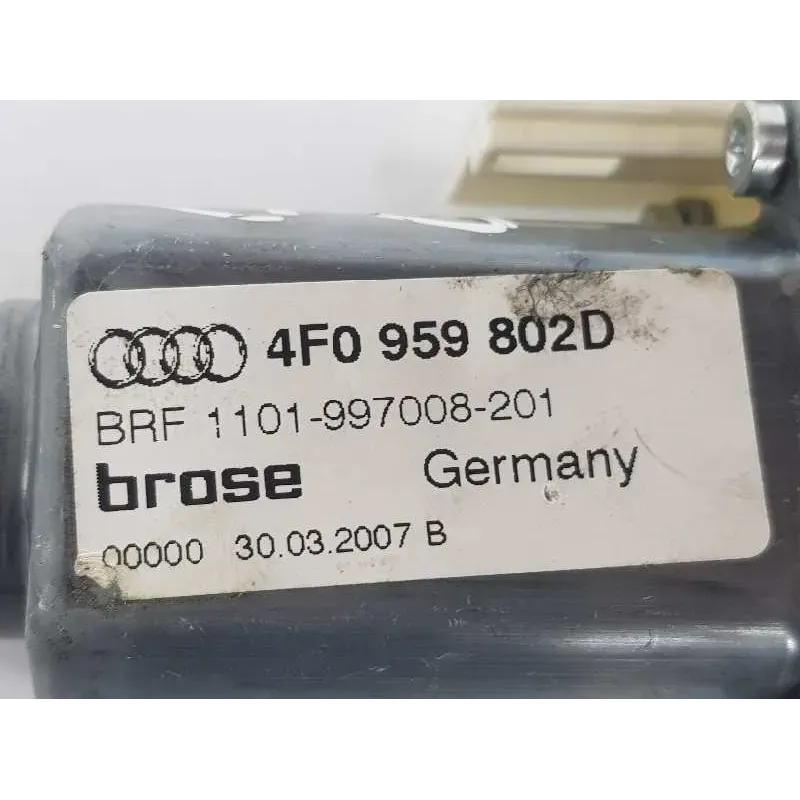 4F0 959 802D
BRF 1101-997008-201
brose Germany
00000 30.03.2007 B